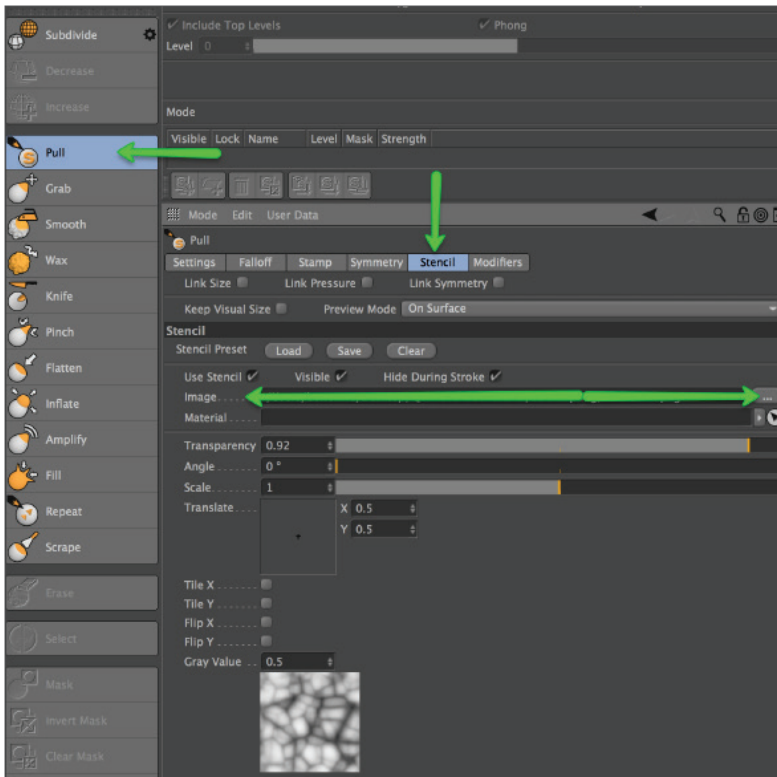 Subdivide
Decrease
Increase
Pull
Grab
Smooth
Wax
Knife
Pinch
Flatten
Inflate
Amplify
Fill
Repeat
Scrape
Erase
Select
Mask
Invert Mask
Clear Mask
Include Top Levels Phong
Level 0
Mode
Visible Lock Name Level Mask Strength
Mode Edit User Data
Pull
Settings Falloff Stamp Symmetry Stencil Modifiers
Link Size Link Pressure Link Symmetry
Keep Visual Size Preview Mode On Surface
Stencil
Stencil Preset Load Save Clear
Use Stencil Visible Hide During Stroke
Image..... ...
Material.....
Transparency 0.92
Angle........ 0 °
Scale........ 1
Translate.... X 0.5
Y 0.5
Tile X.......
Tile Y.......
Flip X.......
Flip Y.......
Gray Value .. 0.5